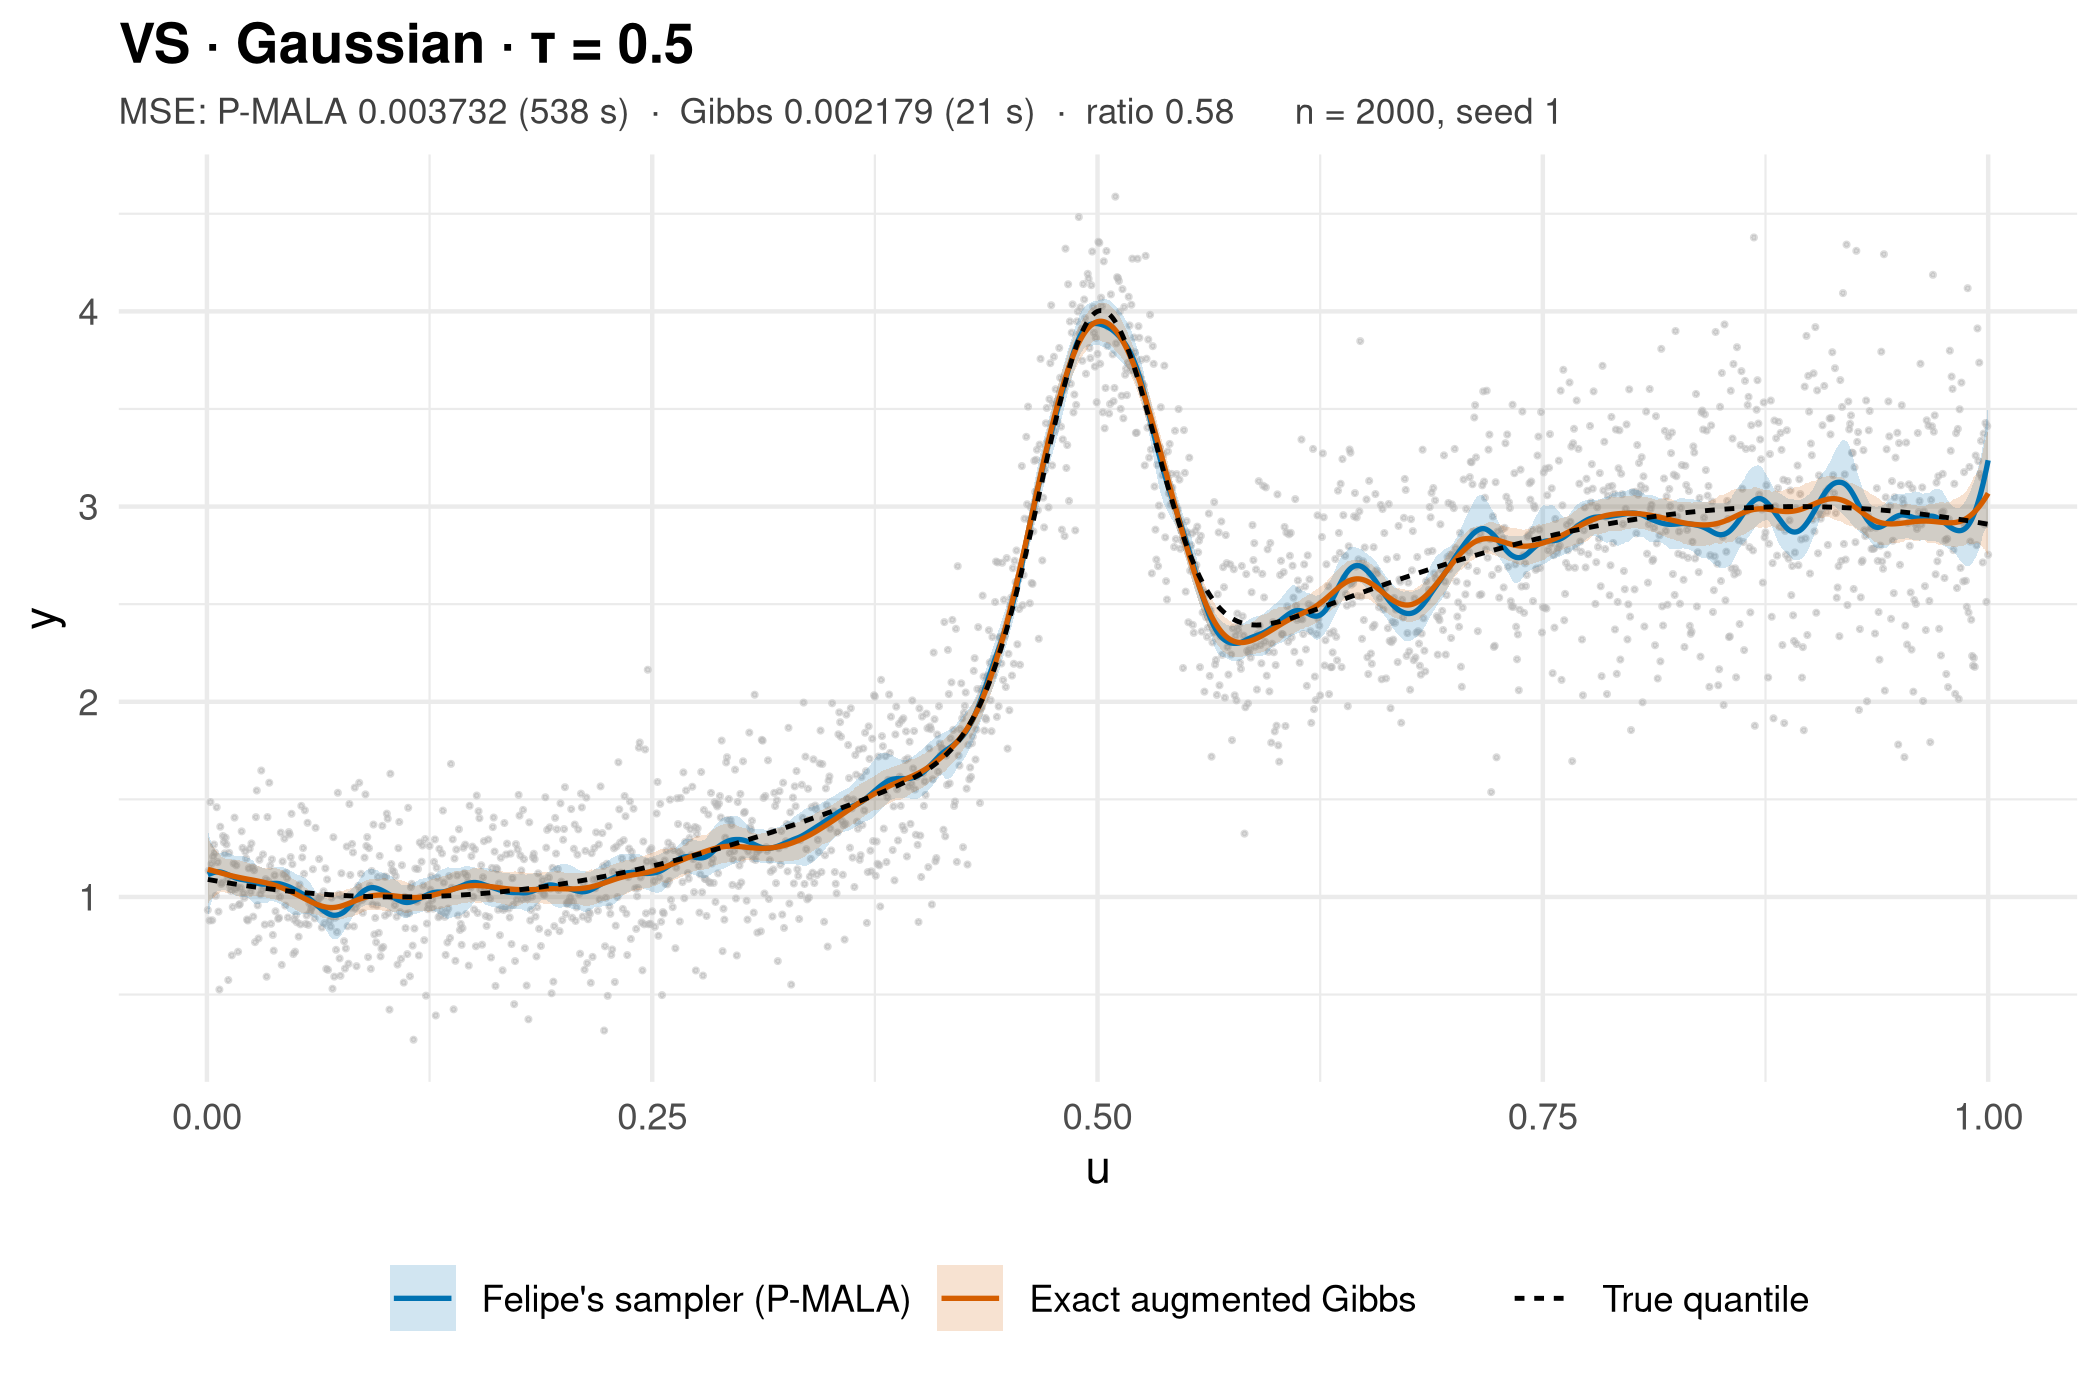 VS · Gaussian · τ = 0.5
MSE: P-MALA 0.003732 (538 s) · Gibbs 0.002179 (21 s) · ratio 0.58 n = 2000, seed 1
4
3
2
1
y
0.00 0.25 0.50 0.75 1.00
u
Felipe's sampler (P-MALA) Exact augmented Gibbs True quantile